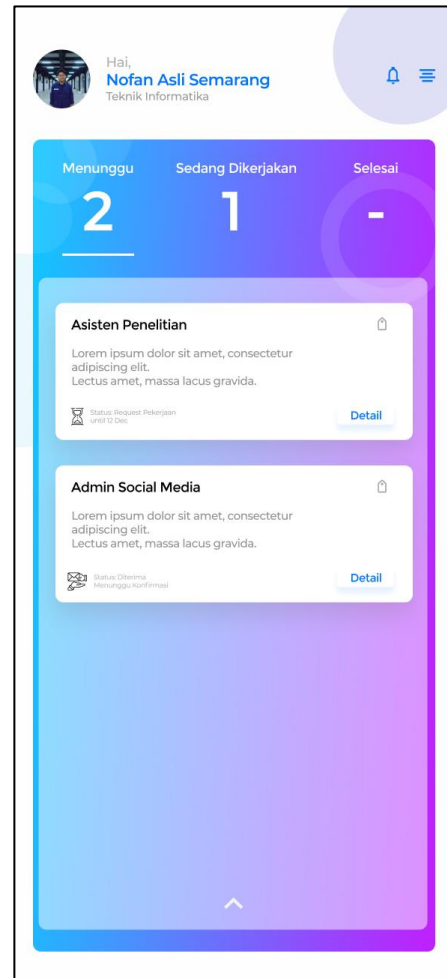 Hai,
Nofan Asli Semarang
Teknik Informatika
Menunggu
Sedang Dikerjakan
Selesai
2
1
-
Asisten Penelitian
Lorem ipsum dolor sit amet, consectetur
adipiscing elit.
Lectus amet, massa lacus gravida.
Status: Request Pekerjaan
until 12 Dec
Detail
Admin Social Media
Lorem ipsum dolor sit amet, consectetur
adipiscing elit.
Lectus amet, massa lacus gravida.
Status: Diterima
Menunggu Konfirmasi
Detail